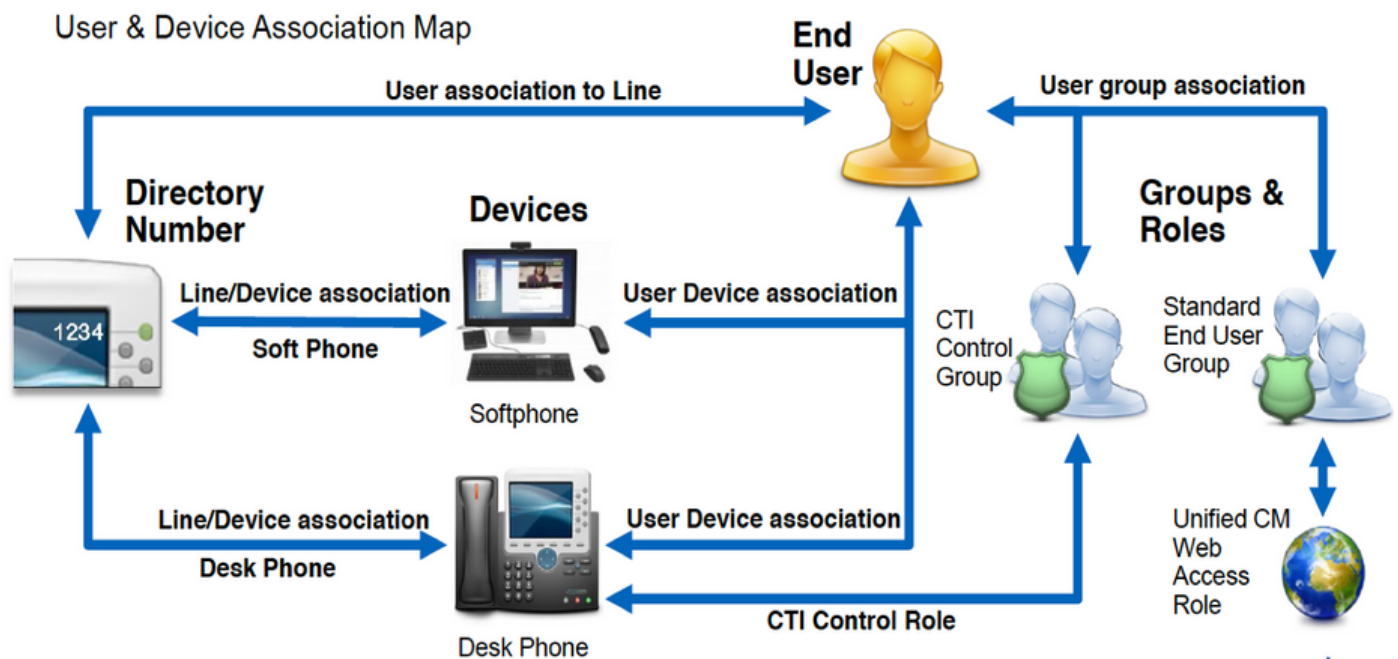 User & Device Association Map
End
User
User association to Line
User group association
Directory
Number
Devices
Groups &
Roles
Line/Device association
Soft Phone
User Device association
1234
CTI
Control
Group
Standard
End User
Group
Softphone
Line/Device association
Desk Phone
User Device association
Unified CM
Web
Access
Role
CTI Control Role
Desk Phone